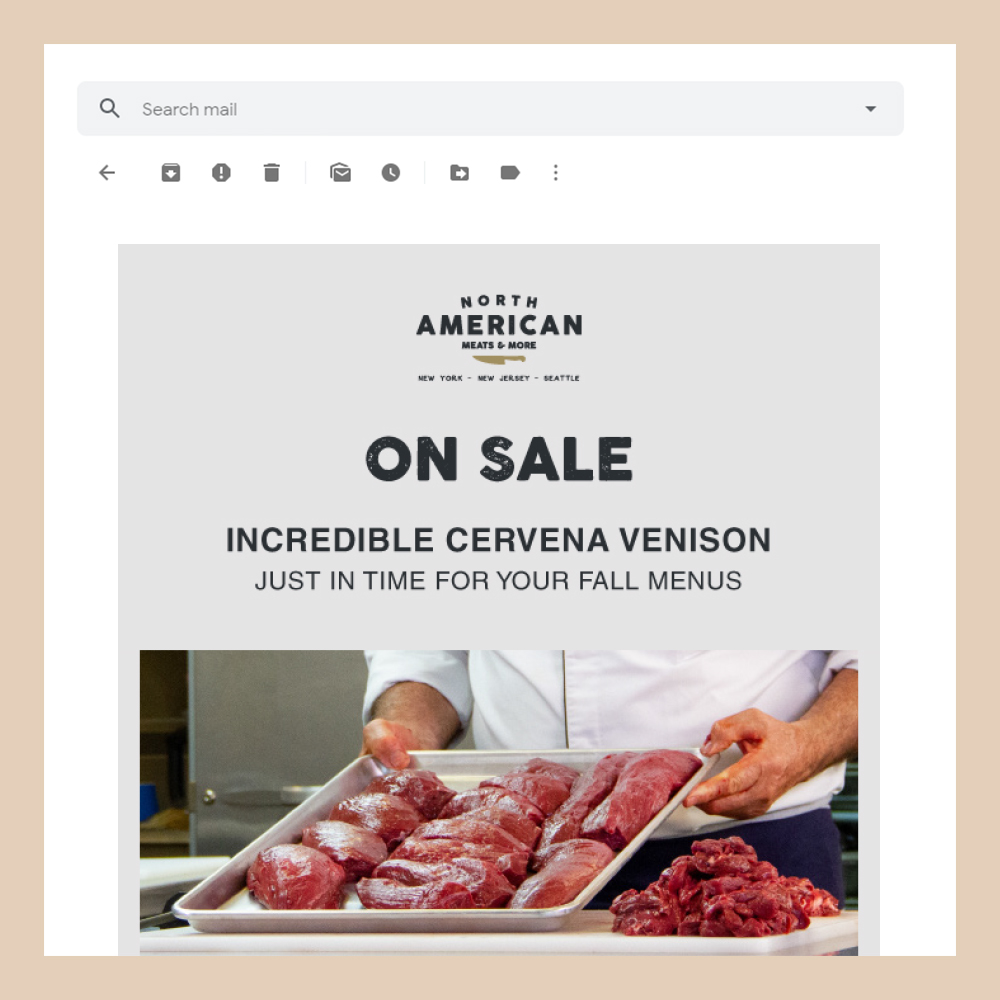 Search mail
NORTH
AMERICAN
MEATS & MORE
NEW YORK - NEW JERSEY - SEATTLE
ON SALE
INCREDIBLE CERVENA VENISON
JUST IN TIME FOR YOUR FALL MENUS